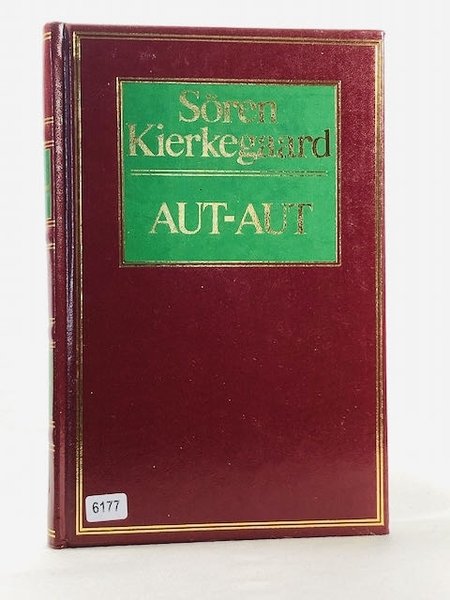 Sören
Kierkegaard
AUT-AUT
6177